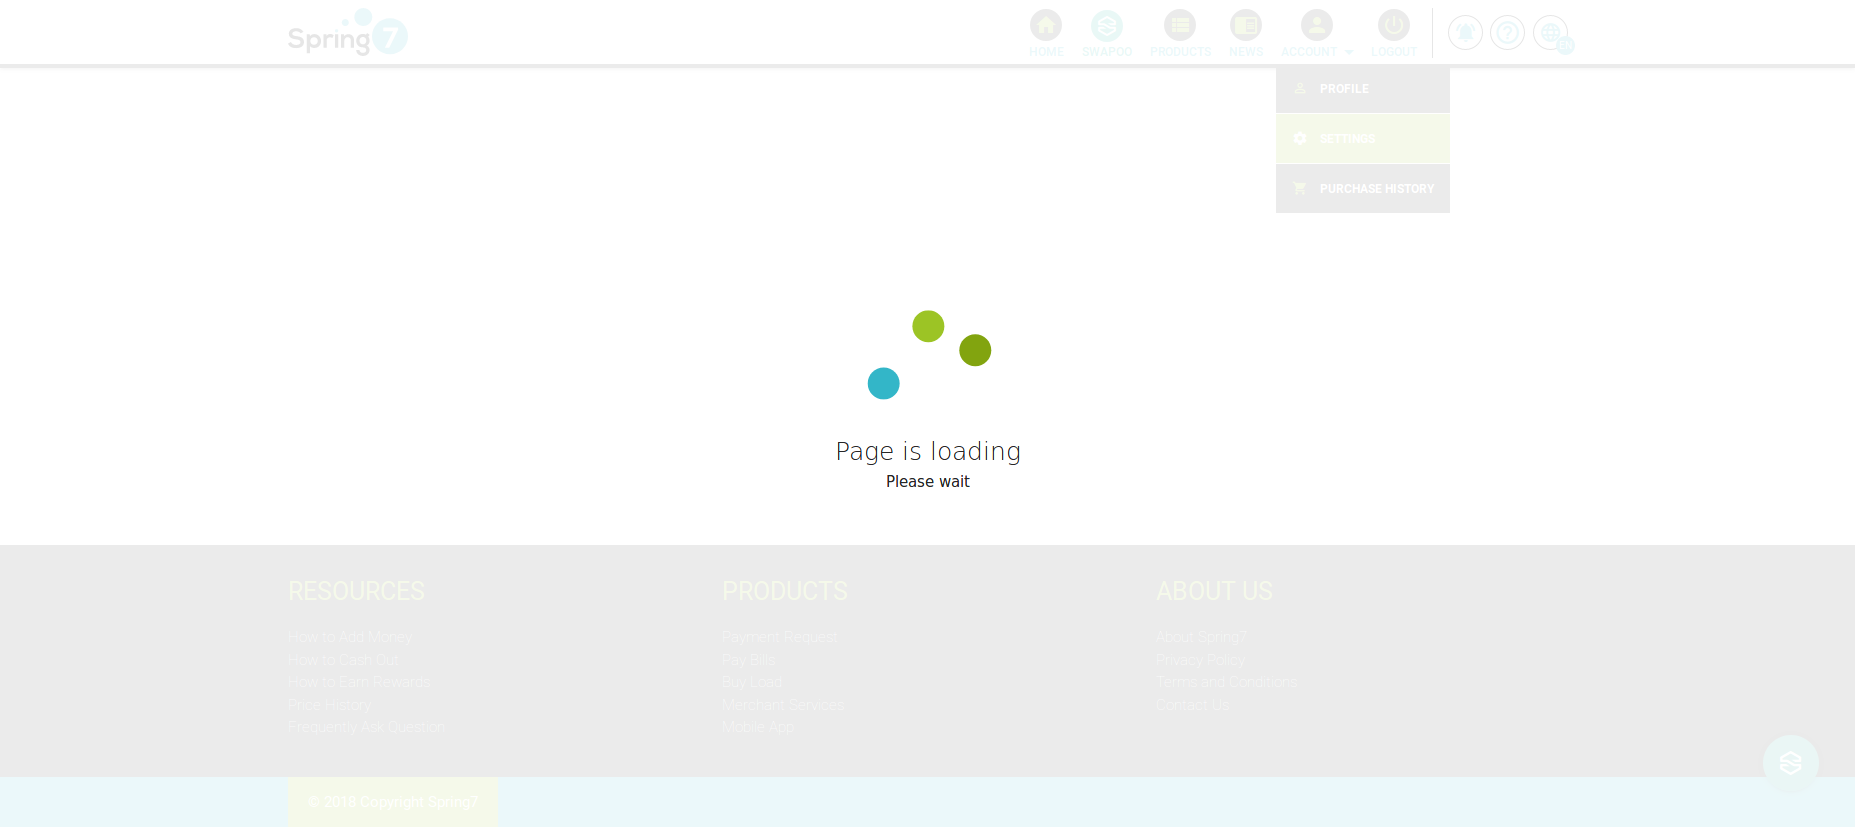 Spring7
HOME
SWAPOO
PRODUCTS
NEWS
ACCOUNT
LOGOUT
EN
PROFILE
SETTINGS
PURCHASE HISTORY
Page is loading
Please wait
RESOURCES
How to Add Money
How to Cash Out
How to Earn Rewards
Price History
Frequently Ask Question
PRODUCTS
Payment Request
Pay Bills
Buy Load
Merchant Services
Mobile App
ABOUT US
About Spring7
Privacy Policy
Terms and Conditions
Contact Us
© 2018 Copyright Spring7